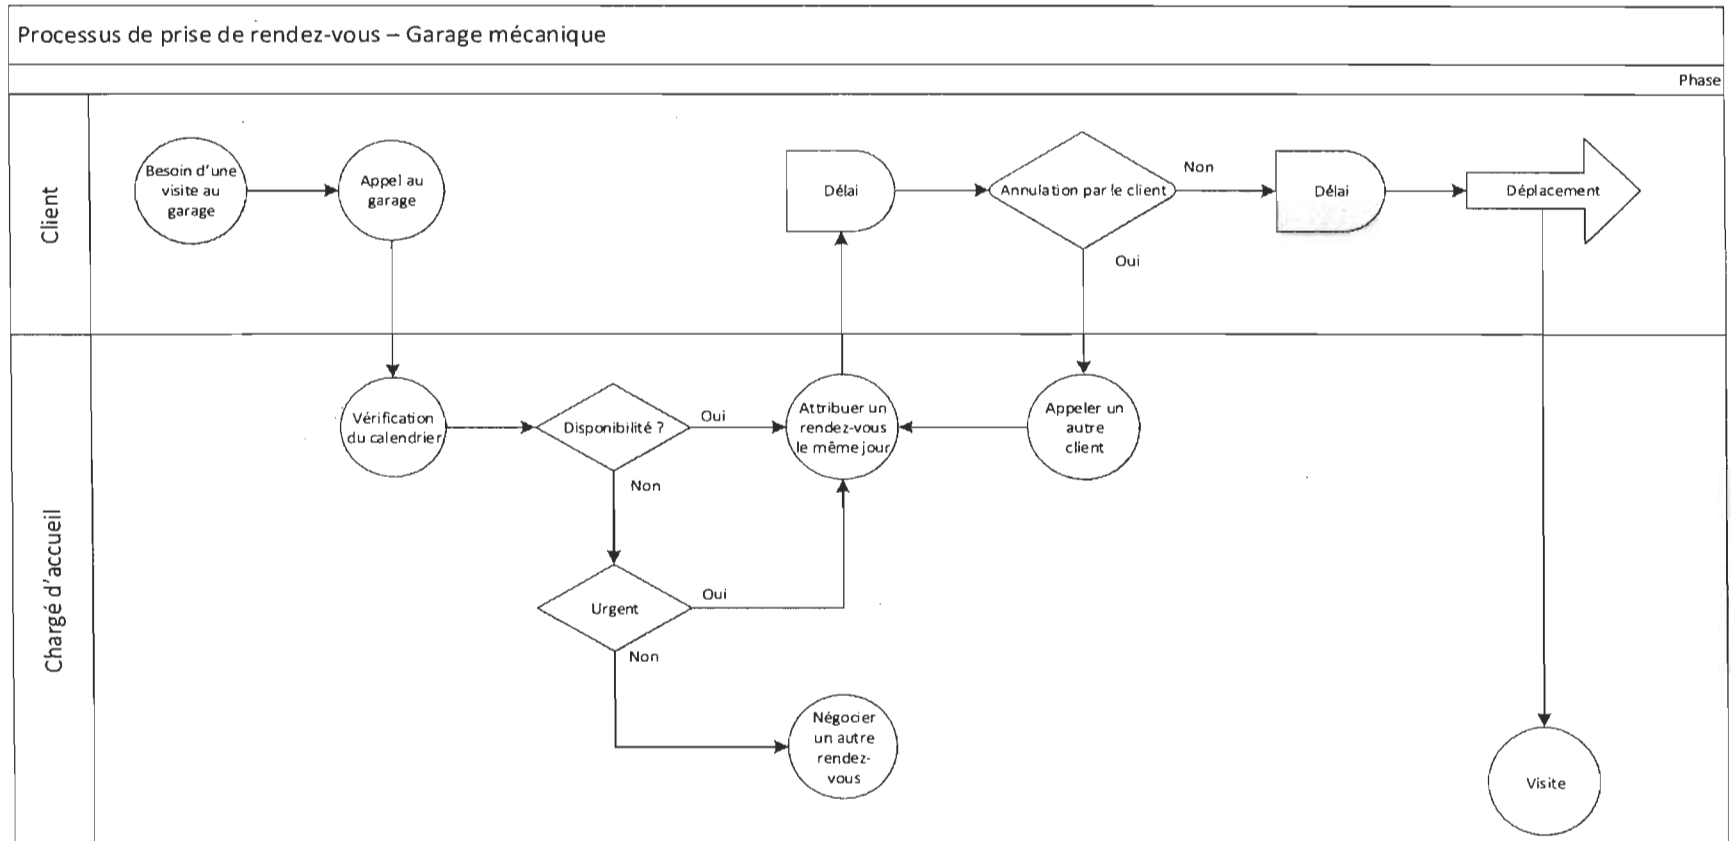 Processus de prise de rendez-vous – Garage mécanique
Phase
Client
Besoin d'une
visite au
garage
Appel au
garage
Délai
Annulation par le client
Non
Oui
Délai
Déplacement
Chargé d'accueil
Vérification
du calendrier
Disponibilité ?
Oui
Non
Attribuer un
rendez-vous
le même jour
Appeler un
autre
client
Urgent
Oui
Non
Négocier
un autre
rendez-
vous
Visite